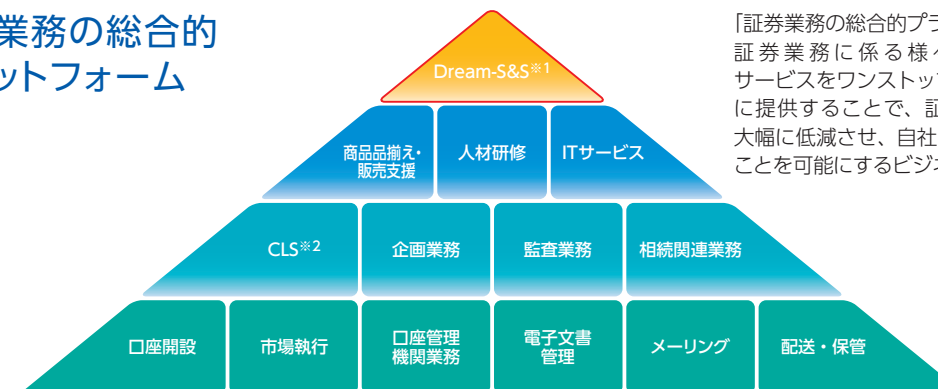 業務の総合的
ットフォーム
「証券業務の総合的プラ
証券業務に係る様
サービスをワンストッ
に提供することで、証
大幅に低減させ、自社
ことを可能にするビジ
Dream-S&S※1
商品品揃え・
販売支援
人材研修
ITサービス
CLS※2
企画業務
監査業務
相続関連業務
口座開設
市場執行
口座管理
機関業務
電子文書
管理
メーリング
配送・保管